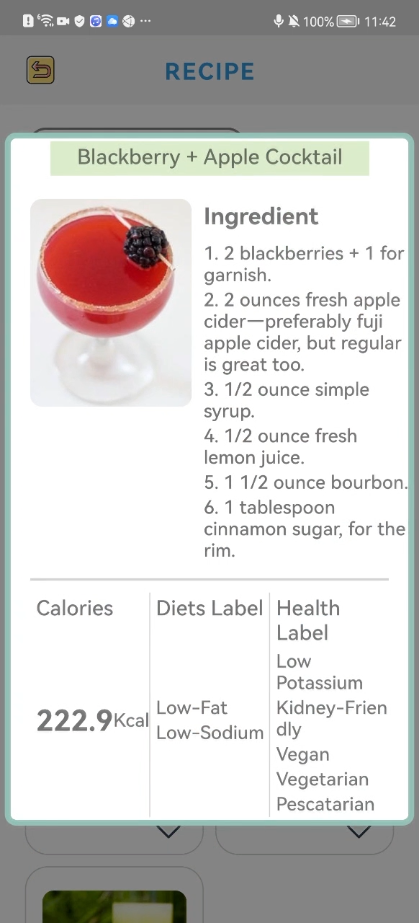 100% 11:42
RECIPE
Blackberry + Apple Cocktail
Ingredient
1. 2 blackberries + 1 for
garnish.
2. 2 ounces fresh apple
cider—preferably fuji
apple cider, but regular
is great too.
3. 1/2 ounce simple
syrup.
4. 1/2 ounce fresh
lemon juice.
5. 1 1/2 ounce bourbon.
6. 1 tablespoon
cinnamon sugar, for the
rim.
Calories
222.9Kcal
Diets Label
Low-Fat
Low-Sodium
Health
Label
Low
Potassium
Kidney-Frien
dly
Vegan
Vegetarian
Pescatarian